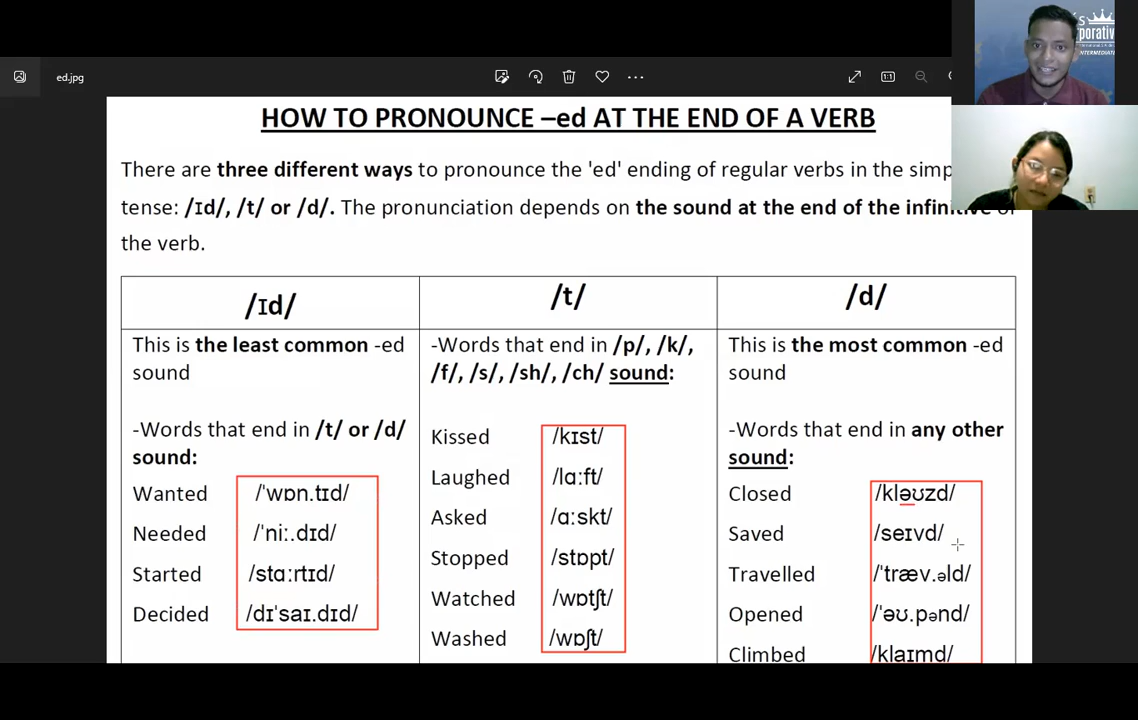 ed.jpg
1:1
HOW TO PRONOUNCE –ed AT THE END OF A VERB
There are three different ways to pronounce the 'ed' ending of regular verbs in the
tense: /ɪd/, /t/ or /d/. The pronunciation depends on the sound at the end of the infinitive of
the verb.
/ɪd/
This is the least common -ed
sound
-Words that end in /t/ or /d/
sound:
Wanted /ˈwɒn.tɪd/
Needed /ˈniː.dɪd/
Started /stɑːrtɪd/
Decided /dɪˈsaɪ.dɪd/
/t/
-Words that end in /p/, /k/,
/f/, /s/, /sh/, /ch/ sound:
Kissed /kɪst/
Laughed /lɑːft/
Asked /ɑːskt/
Stopped /stɒpt/
Watched /wɒtʃt/
Washed /wɒʃt/
/d/
This is the most common -ed
sound
-Words that end in any other
sound:
Closed /kləʊzd/
Saved /seɪvd/
Travelled /ˈtræv.əld/
Opened /ˈəʊ.pənd/
Climbed /klaɪmd/